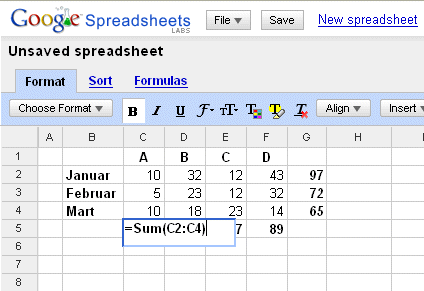 Google Spreadsheets LABS File Save New spreadsheet
Unsaved spreadsheet
Format Sort Formulas
Choose Format B I U F TT T Align Insert
A B C D E F G H
1 A B C D
2 Januar 10 32 12 43 97
3 Februar 5 23 12 32 72
4 Mart 10 18 23 14 65
5 =Sum(C2:C4) 7 89
6
7
8